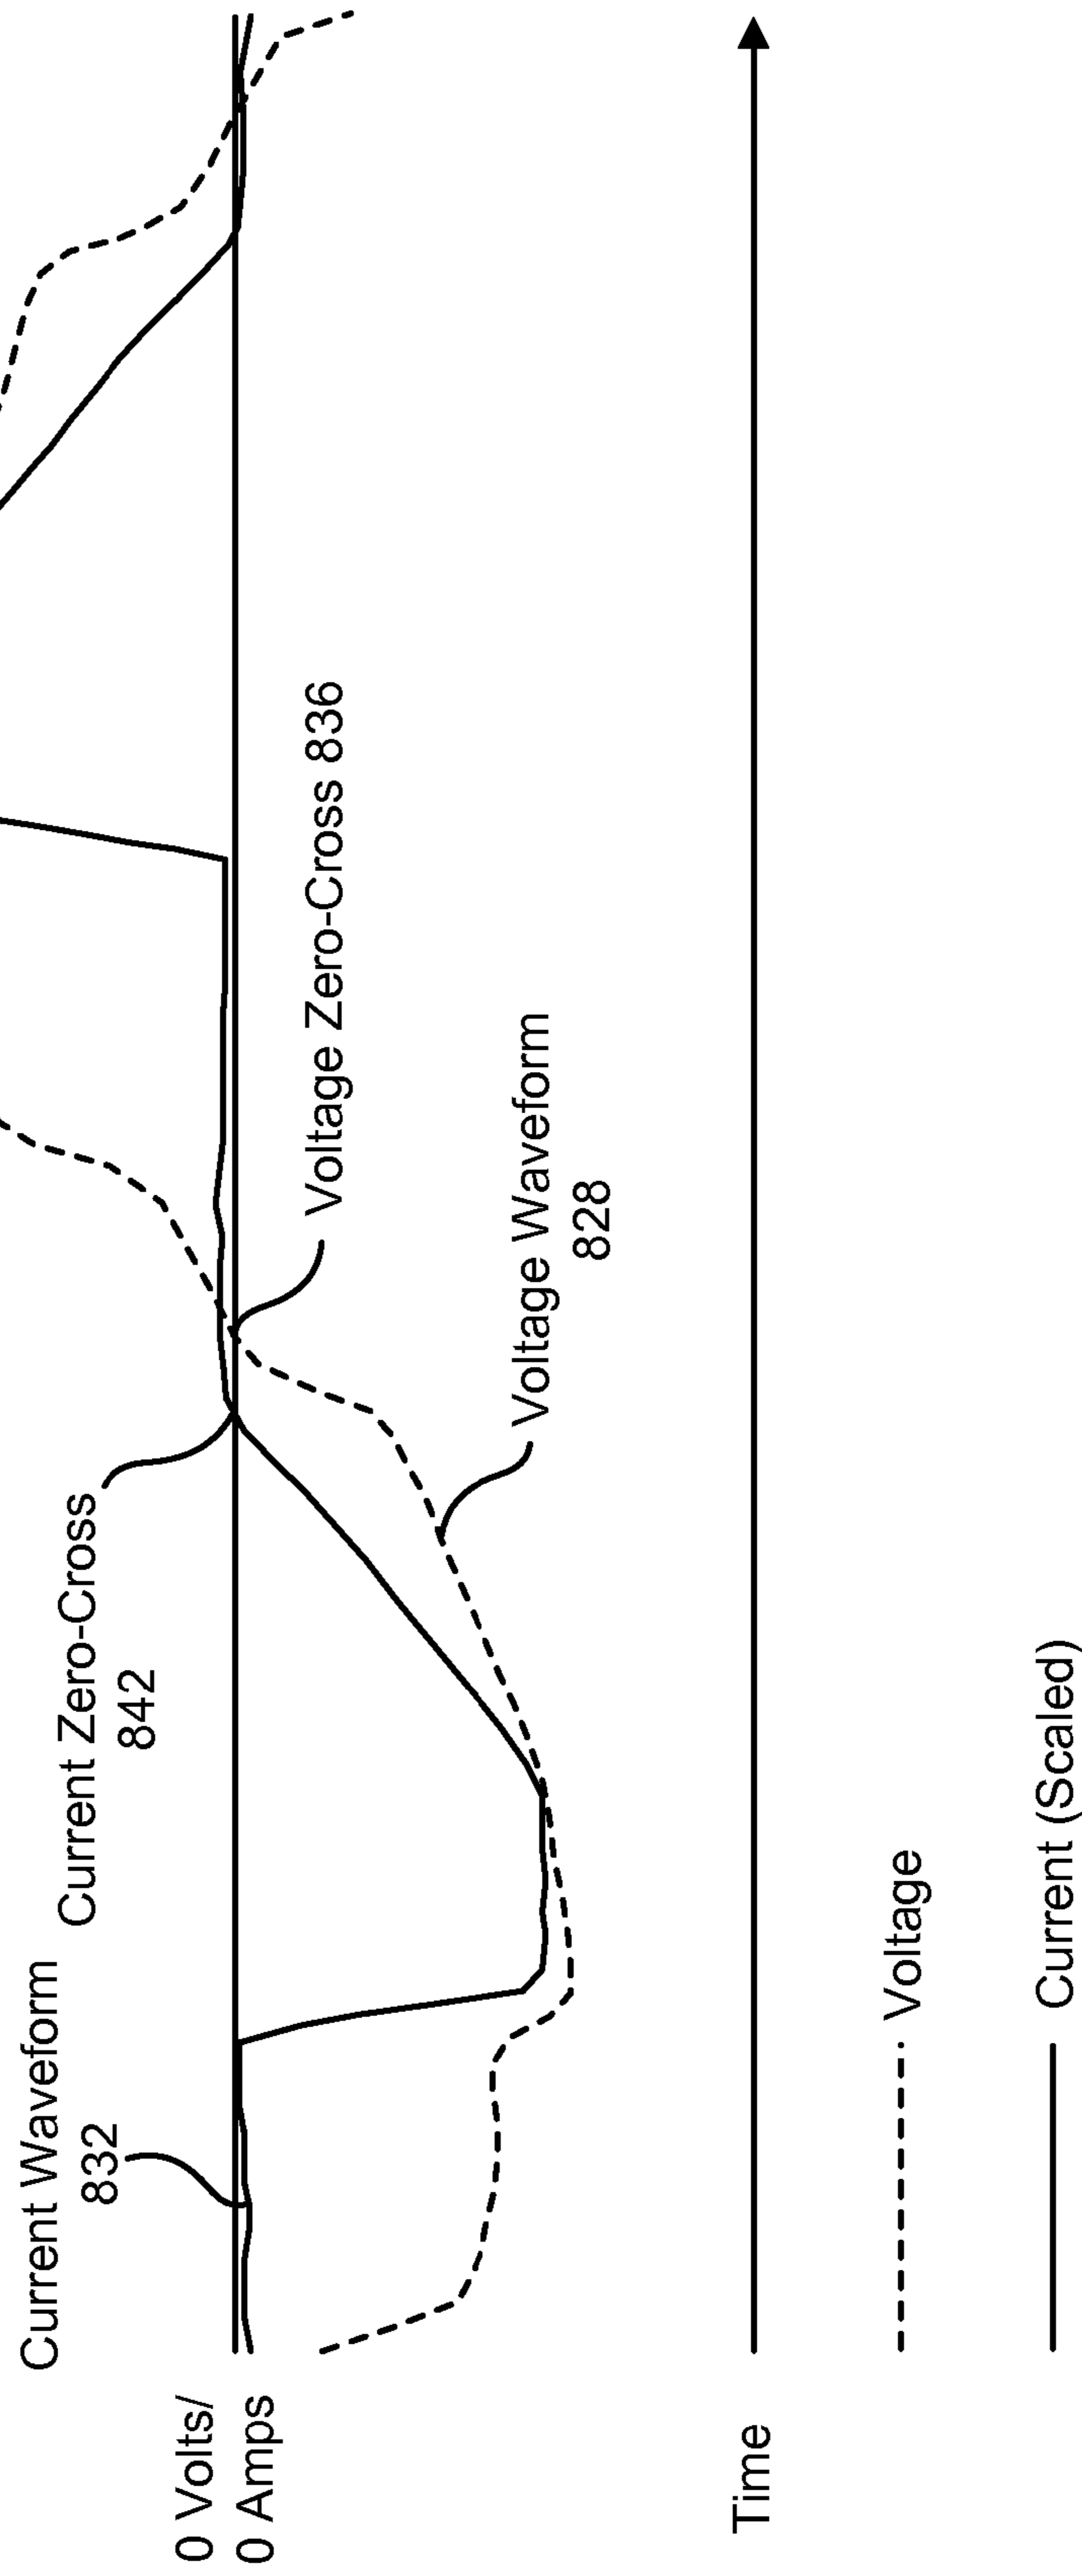 Current Waveform
832
Current Zero-Cross
842
0 Volts/
0 Amps
Voltage Zero-Cross 836
Voltage Waveform
828
Time
Voltage
Current (Scaled)